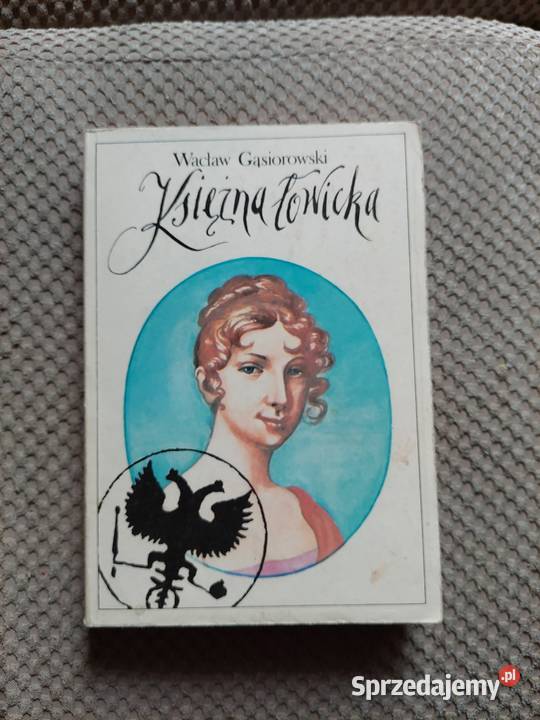 Wacław Gąsiorowski
Księżna Łowicka
Sprzedajemy.pl